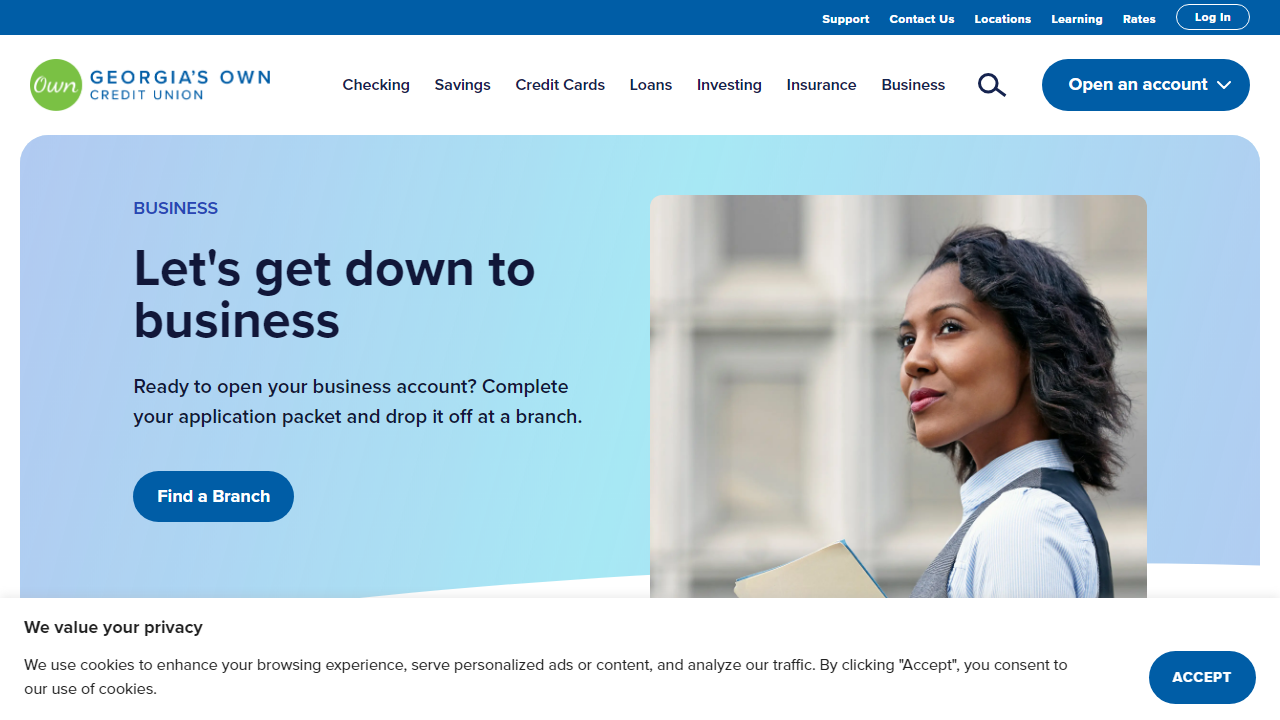 Support Contact Us Locations Learning Rates Log In
Own GEORGIA'S OWN
CREDIT UNION
Checking Savings Credit Cards Loans Investing Insurance Business Open an account
BUSINESS
Let's get down to
business
Ready to open your business account? Complete
your application packet and drop it off at a branch.
Find a Branch
We value your privacy
We use cookies to enhance your browsing experience, serve personalized ads or content, and analyze our traffic. By clicking "Accept", you consent to
our use of cookies.
ACCEPT